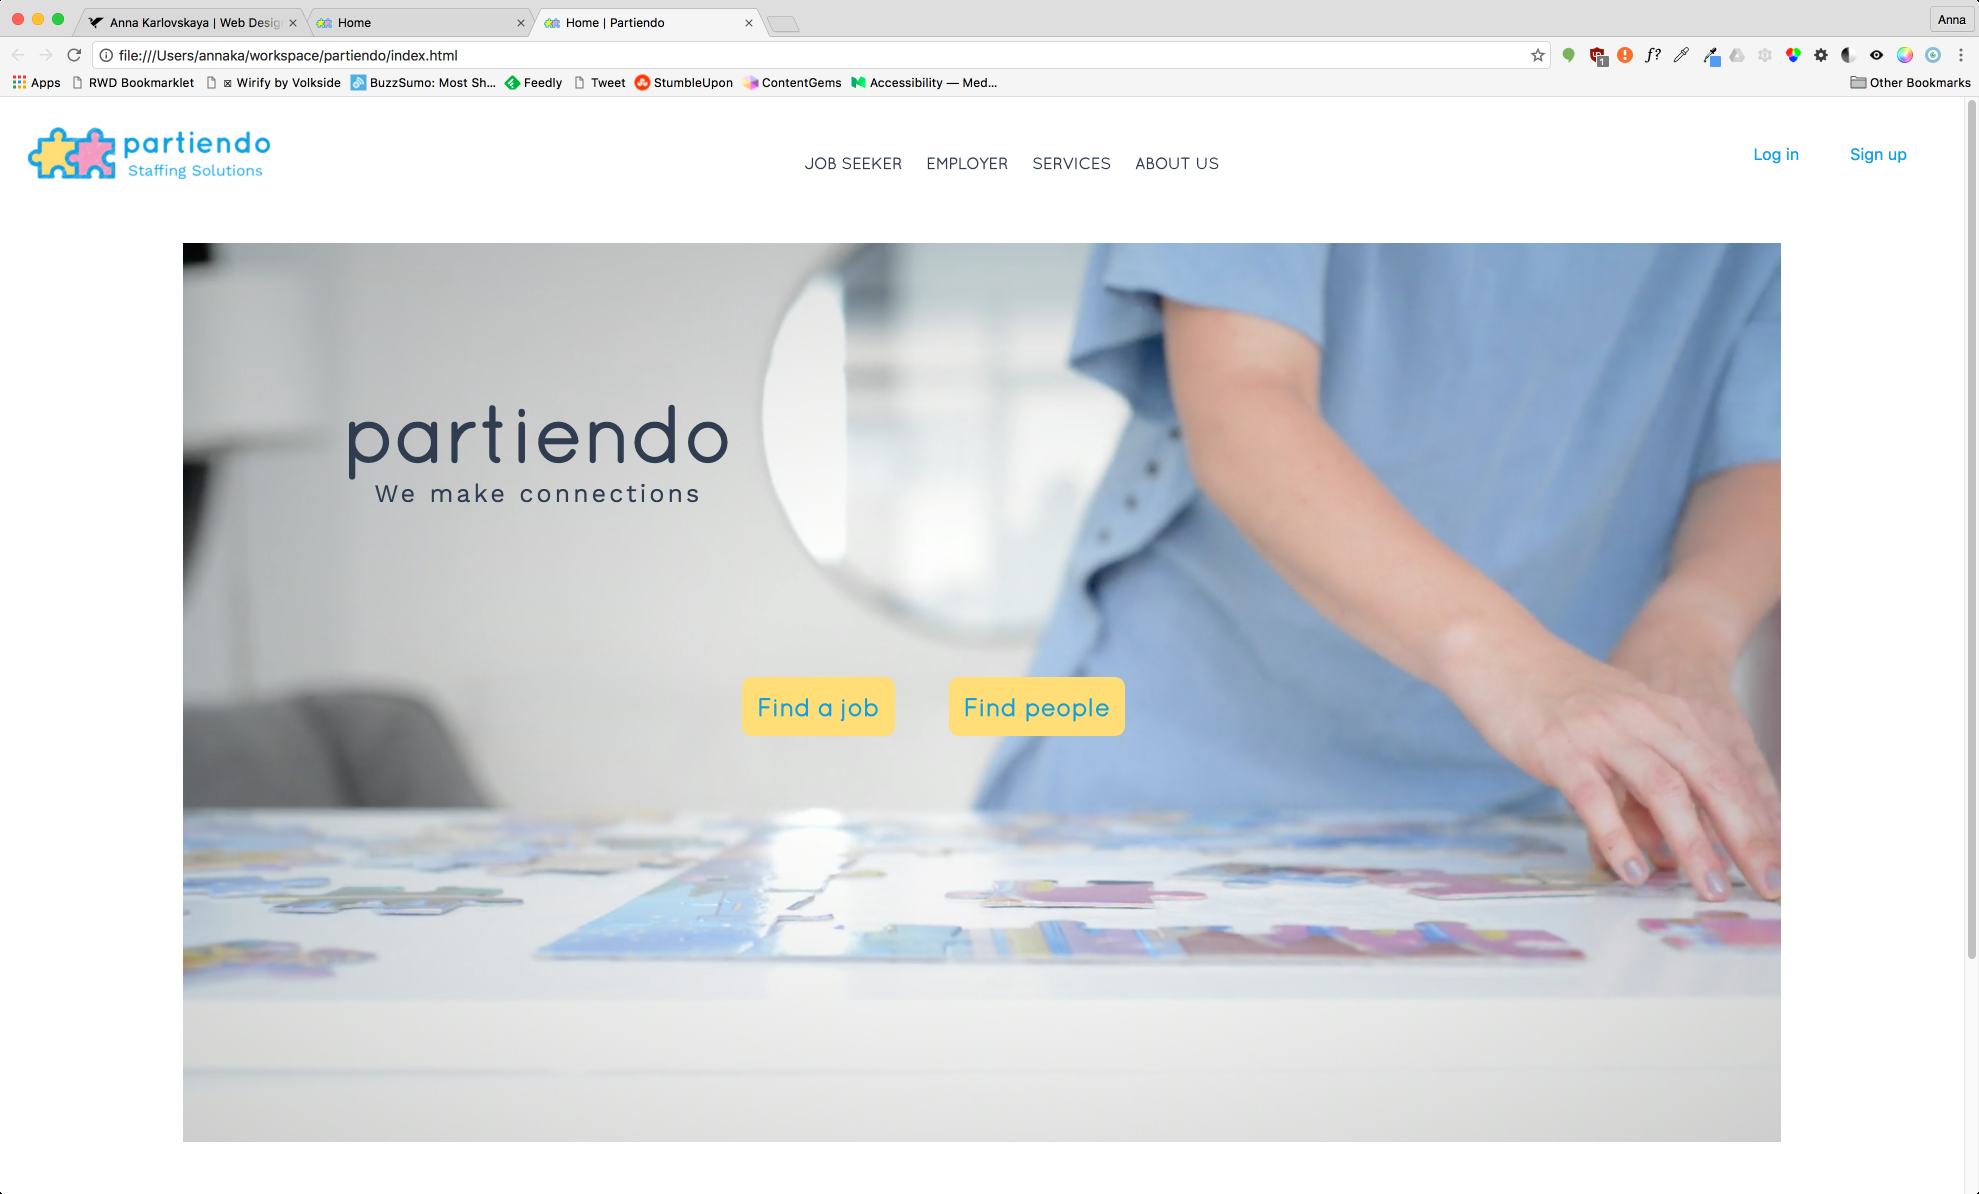 Anna Karlovskaya | Web Desig
Home
Home | Partiendo
Anna
file:///Users/annaka/workspace/partiendo/index.html
1
f?
Apps
RWD Bookmarklet
Wirify by Volkside
BuzzSumo: Most Sh...
Feedly
Tweet
StumbleUpon
ContentGems
Accessibility — Med...
Other Bookmarks
partiendo
Staffing Solutions
JOB SEEKER
EMPLOYER
SERVICES
ABOUT US
Log in
Sign up
partiendo
We make connections
Find a job
Find people